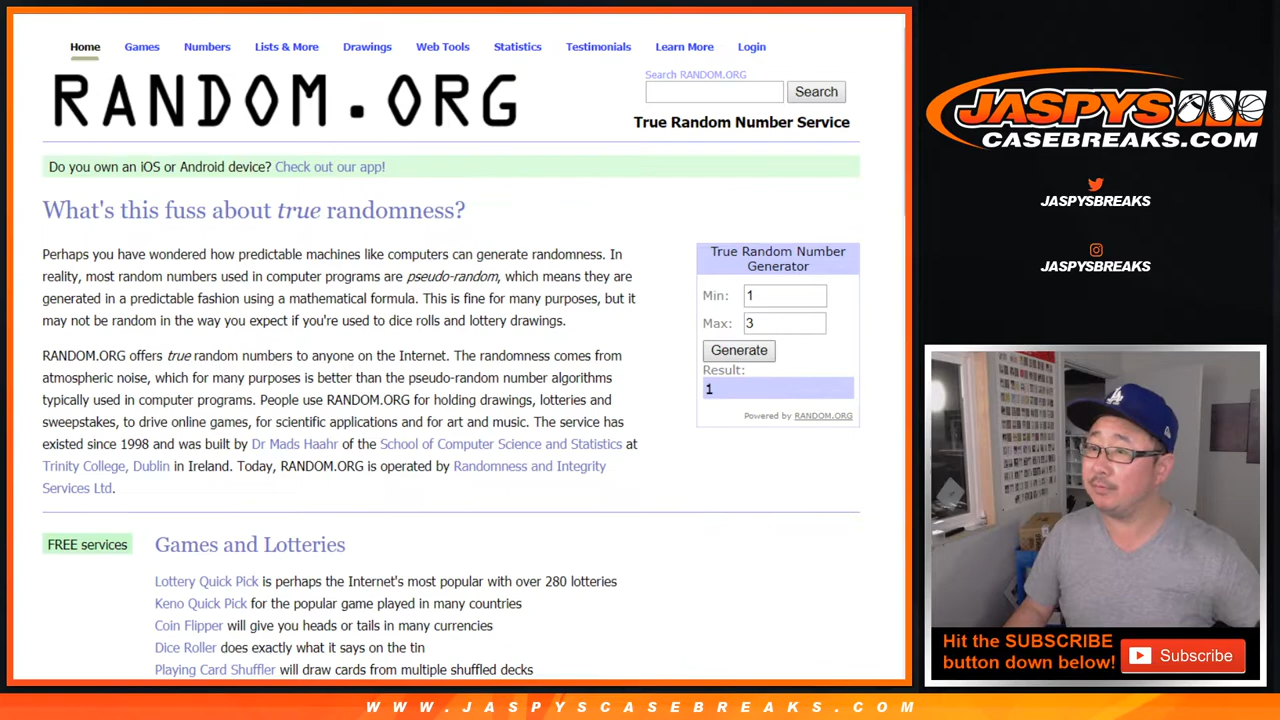 Home Games Numbers Lists & More Drawings Web Tools Statistics Testimonials Learn More Login
RANDOM.ORG
Search RANDOM.ORG
Search
True Random Number Service
Do you own an iOS or Android device? Check out our app!
What's this fuss about true randomness?
Perhaps you have wondered how predictable machines like computers can generate randomness. In
reality, most random numbers used in computer programs are pseudo-random, which means they are
generated in a predictable fashion using a mathematical formula. This is fine for many purposes, but it
may not be random in the way you expect if you're used to dice rolls and lottery drawings.
RANDOM.ORG offers true random numbers to anyone on the Internet. The randomness comes from
atmospheric noise, which for many purposes is better than the pseudo-random number algorithms
typically used in computer programs. People use RANDOM.ORG for holding drawings, lotteries and
sweepstakes, to drive online games, for scientific applications and for art and music. The service has
existed since 1998 and was built by Dr Mads Haahr of the School of Computer Science and Statistics at
Trinity College, Dublin in Ireland. Today, RANDOM.ORG is operated by Randomness and Integrity
Services Ltd.
True Random Number
Generator
Min: 1
Max: 3
Generate
Result:
1
Powered by RANDOM.ORG
FREE services
Games and Lotteries
Lottery Quick Pick is perhaps the Internet's most popular with over 280 lotteries
Keno Quick Pick for the popular game played in many countries
Coin Flipper will give you heads or tails in many currencies
Dice Roller does exactly what it says on the tin
Playing Card Shuffler will draw cards from multiple shuffled decks
JASPYS
CASEBREAKS.COM
JASPYSBREAKS
JASPYSBREAKS
LA
Hit the SUBSCRIBE
button down below!
Subscribe
WWW.JASPYSCASEBREAKS.COM